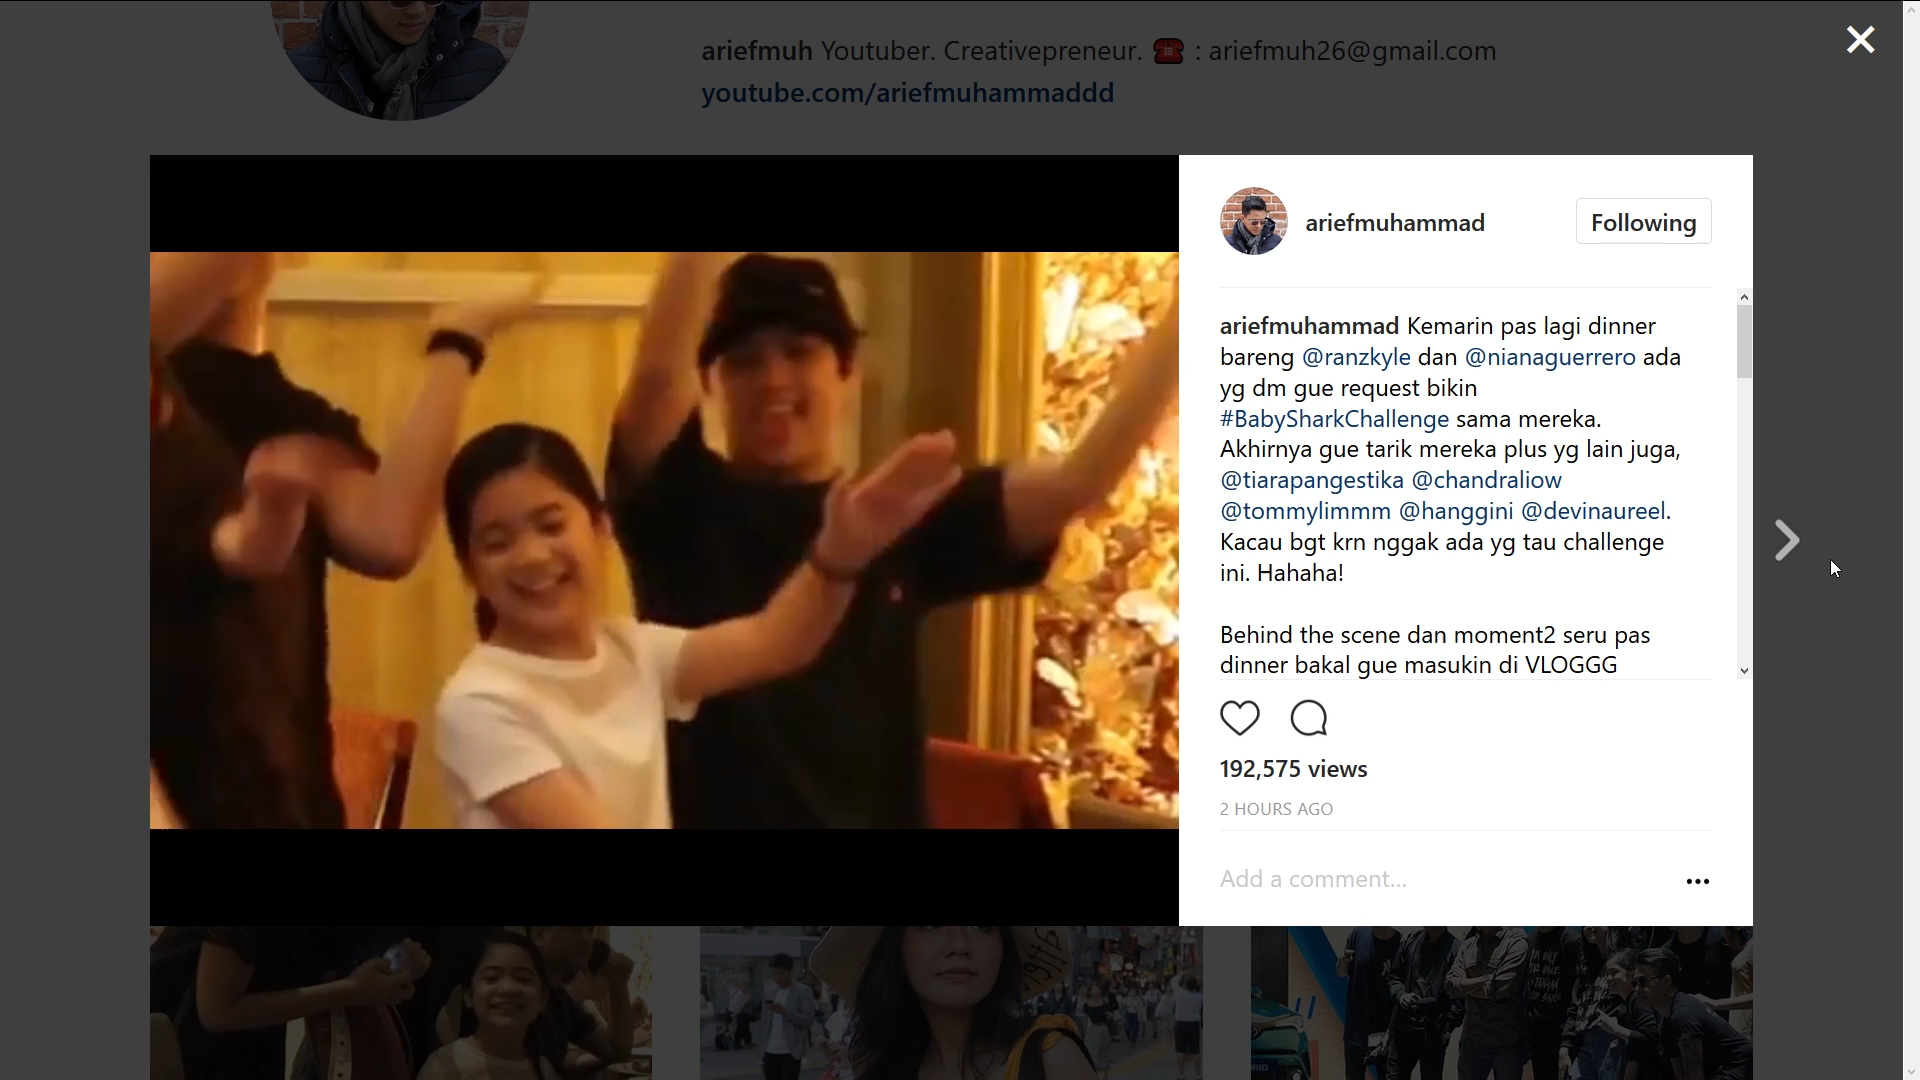 ariefmuh Youtuber. Creativepreneur. ☎️ : ariefmuh26@gmail.com
youtube.com/ariefmuhammaddd
ariefmuhammad
Following
ariefmuhammad Kemarin pas lagi dinner
bareng @ranzkyle dan @nianaguerrero ada
yg dm gue request bikin
#BabySharkChallenge sama mereka.
Akhirnya gue tarik mereka plus yg lain juga,
@tiarapangestika @chandraliow
@tommylimmm @hanggini @devinaureel.
Kacau bgt krn nggak ada yg tau challenge
ini. Hahaha!
Behind the scene dan moment2 seru pas
dinner bakal gue masukin di VLOGGG
192,575 views
2 HOURS AGO
Add a comment...